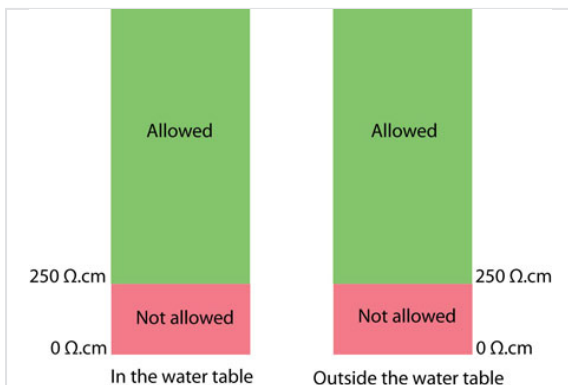 Allowed
Allowed
250 Ω.cm
250 Ω.cm
Not allowed
Not allowed
0 Ω.cm
0 Ω.cm
In the water table
Outside the water table